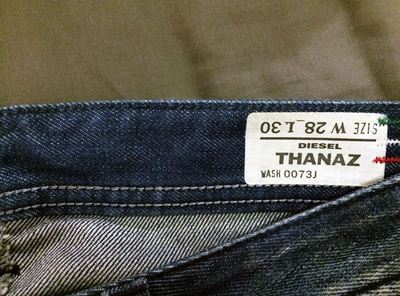 SIZE W 28_L 30
DIESEL
THANAZ
WASH 0073J